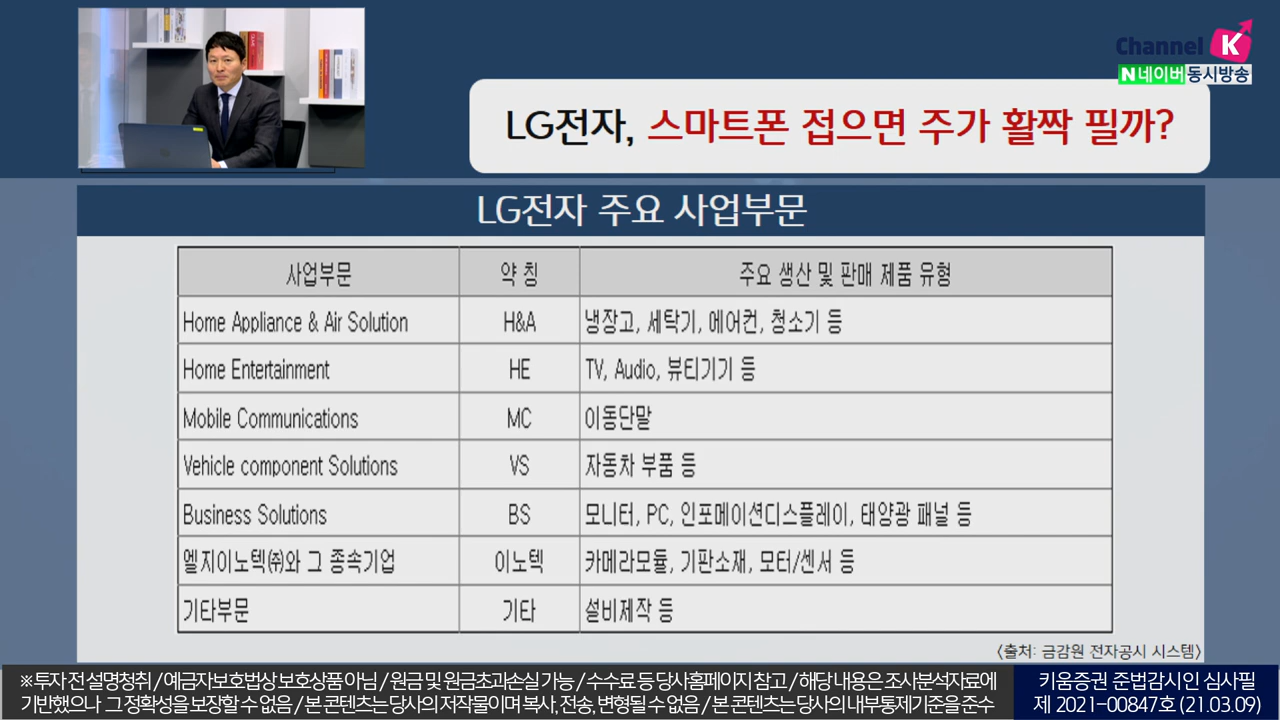 Channel K
N 네이버 동시방송
LG전자, 스마트폰 접으면 주가 활짝 필까?
LG전자 주요 사업부문
사업부문 약 칭 주요 생산 및 판매 제품 유형
Home Appliance & Air Solution H&A 냉장고, 세탁기, 에어컨, 청소기 등
Home Entertainment HE TV, Audio, 뷰티기기 등
Mobile Communications MC 이동단말
Vehicle component Solutions VS 자동차 부품 등
Business Solutions BS 모니터, PC, 인포메이션디스플레이, 태양광 패널 등
엘지이노텍㈜와 그 종속기업 이노텍 카메라모듈, 기판소재, 모터/센서 등
기타부문 기타 설비제작 등
<출처: 금감원 전자공시 시스템>
※ 투자 전 설명청취 / 예금자보호법상 보호상품 아님 / 원금 및 원금초과손실 가능 / 수수료 등 당사홈페이지 참고 / 해당 내용은 조사분석자료에
기반했으나 그 정확성을 보장할 수 없음 / 본 콘텐츠는 당사의 저작물이며 복사, 전송, 변형될 수 없음 / 본 콘텐츠는 당사의 내부통제기준을 준수
키움증권 준법감시인 심사필
제 2021-00847호 (21.03.09)